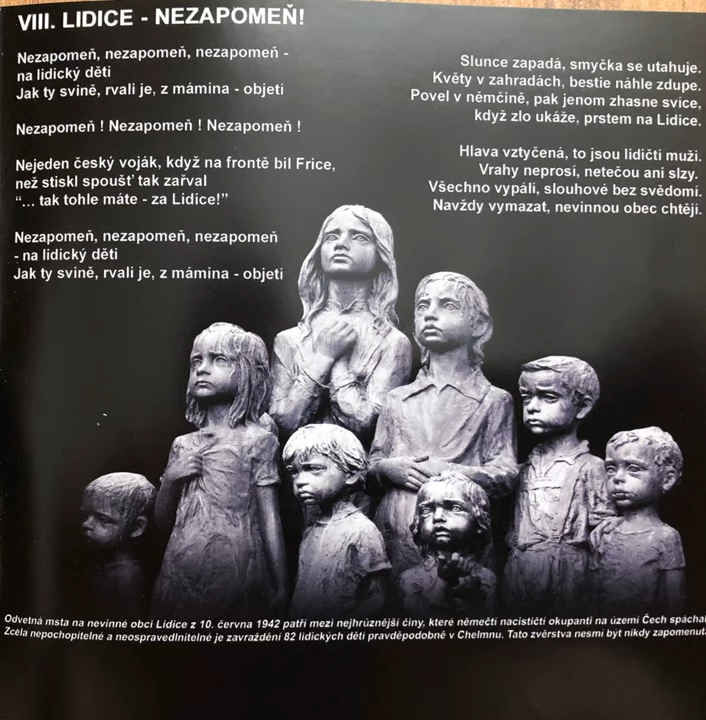 VIII. LIDICE - NEZAPOMEŇ!
Nezapomeň, nezapomeň, nezapomeň -
na lidický děti
Jak ty svině, rvali je, z mámina - objetí
Nezapomeň ! Nezapomeň ! Nezapomeň !
Nejeden český voják, když na frontě bil Frice,
než stiskl spoušť tak zařval
“... tak tohle máte - za Lidice!”
Nezapomeň, nezapomeň, nezapomeň
- na lidický děti
Jak ty svině, rvali je, z mámina - objetí
Slunce zapadá, smyčka se utahuje.
Květy v zahradách, bestie náhle zdupe.
Povel v němčině, pak jenom zhasne svíce,
když zlo ukáže, prstem na Lidice.
Hlava vztyčená, to jsou lidičtí muži.
Vrahy neprosí, netečou ani slzy.
Všechno vypálí, slouhové bez svědomí.
Navždy vymazat, nevinnou obec chtějí.
Odvetná msta na nevinné obci Lidice z 10. června 1942 patří mezi nejhrůznější činy, které němečtí nacističtí okupanti na území Čech spáchal
Zcela nepochopitelné a neospravedlnitelné je zavraždění 82 lidických dětí pravděpodobně v Chelmnu. Tato zvěrstva nesmí být nikdy zapomenut